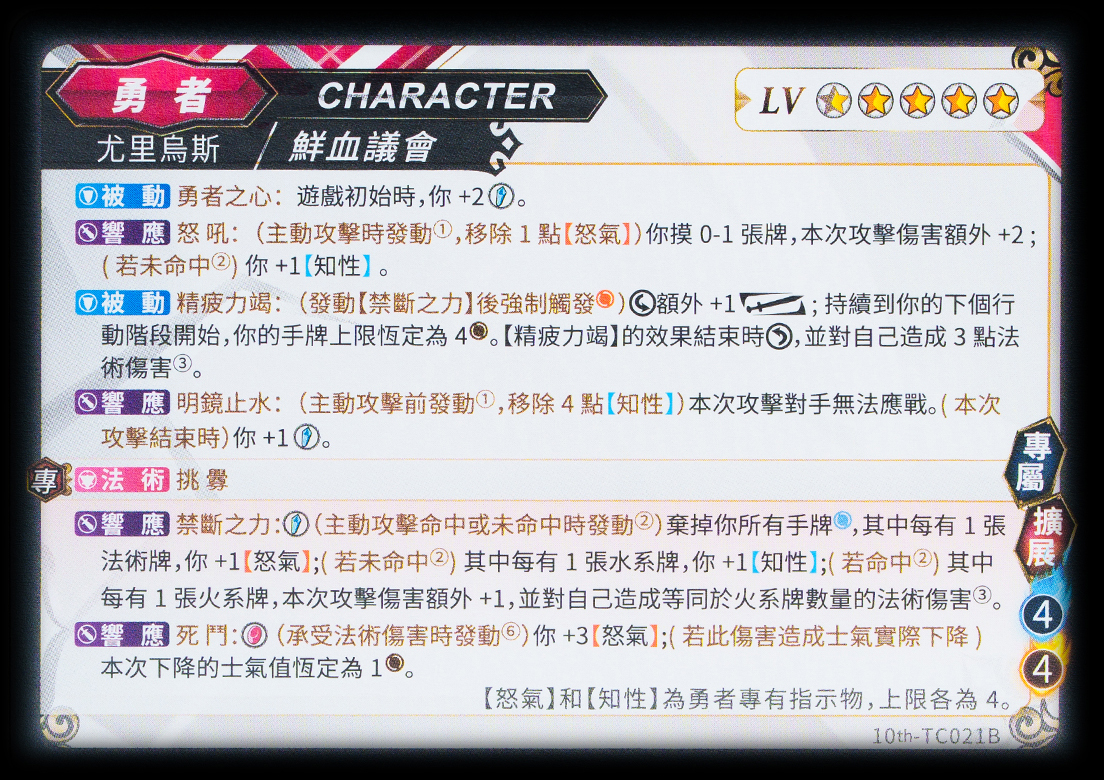 勇者 CHARACTER LV
尤里烏斯 / 鮮血議會
被動 勇者之心：遊戲初始時，你 +2。
響應 怒吼：（主動攻擊時發動①，移除 1 點【怒氣】）你摸 0-1 張牌，本次攻擊傷害額外 +2；
（若未命中②）你 +1【知性】。
被動 精疲力竭：（發動【禁斷之力】後強制觸發）額外 +1；持續到你的下個行
動階段開始，你的手牌上限恆定為 4。【精疲力竭】的效果結束時，並對自己造成 3 點法
術傷害③。
響應 明鏡止水：（主動攻擊前發動①，移除 4 點【知性】）本次攻擊對手無法應戰。（本次
攻擊結束時）你 +1。
專 法術 挑釁
響應 禁斷之力：（主動攻擊命中或未命中時發動②）棄掉你所有手牌，其中每有 1 張
法術牌，你 +1【怒氣】；（若未命中②）其中每有 1 張水系牌，你 +1【知性】；（若命中②）其中
每有 1 張火系牌，本次攻擊傷害額外 +1，並對自己造成等同於火系牌數量的法術傷害③。
響應 死鬥：（承受法術傷害時發動⑥）你 +3【怒氣】；（若此傷害造成士氣實際下降）
本次下降的士氣值恆定為 1。
【怒氣】和【知性】為勇者專有指示物，上限各為 4。
專屬
擴展
4
4
10th-TC021B